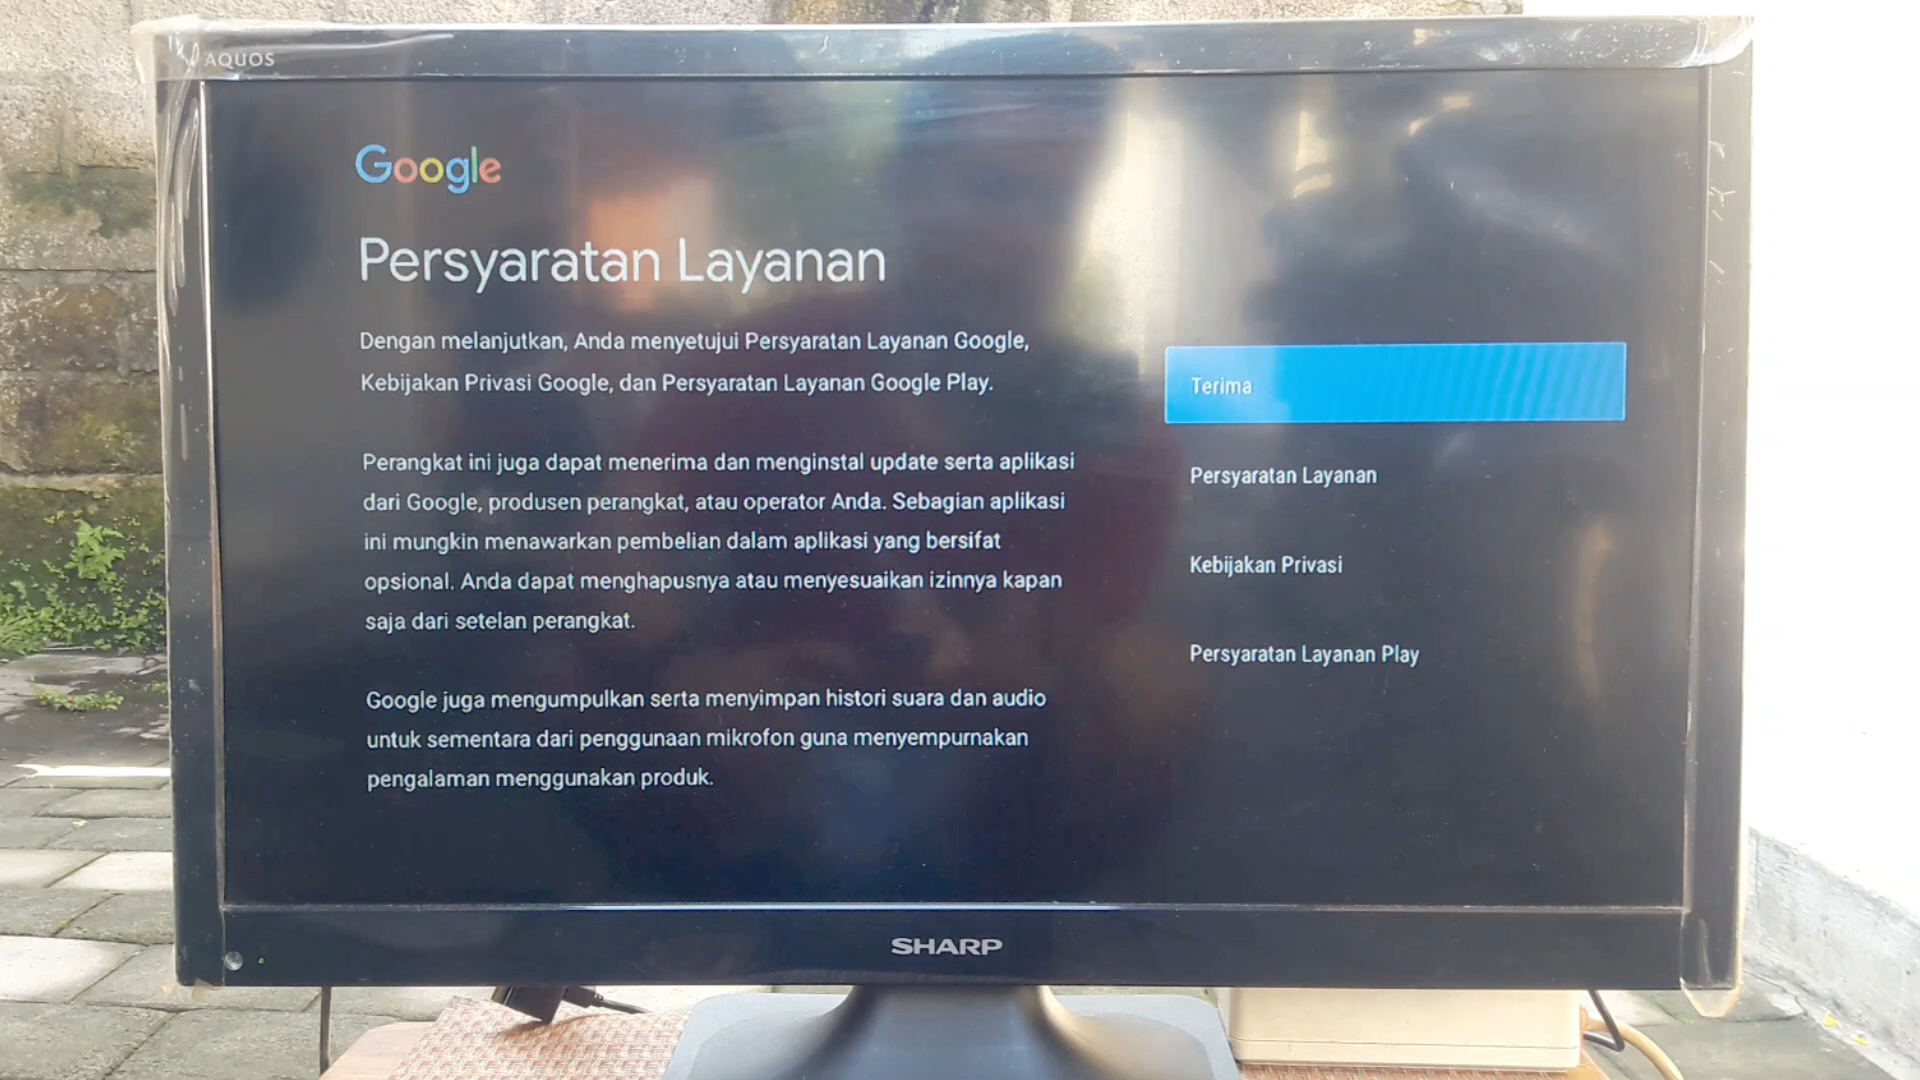 AQUOS
Google
Persyaratan Layanan
Dengan melanjutkan, Anda menyetujui Persyaratan Layanan Google,
Kebijakan Privasi Google, dan Persyaratan Layanan Google Play.
Perangkat ini juga dapat menerima dan menginstal update serta aplikasi
dari Google, produsen perangkat, atau operator Anda. Sebagian aplikasi
ini mungkin menawarkan pembelian dalam aplikasi yang bersifat
opsional. Anda dapat menghapusnya atau menyesuaikan izinnya kapan
saja dari setelan perangkat.
Google juga mengumpulkan serta menyimpan histori suara dan audio
untuk sementara dari penggunaan mikrofon guna menyempurnakan
pengalaman menggunakan produk.
Terima
Persyaratan Layanan
Kebijakan Privasi
Persyaratan Layanan Play
SHARP